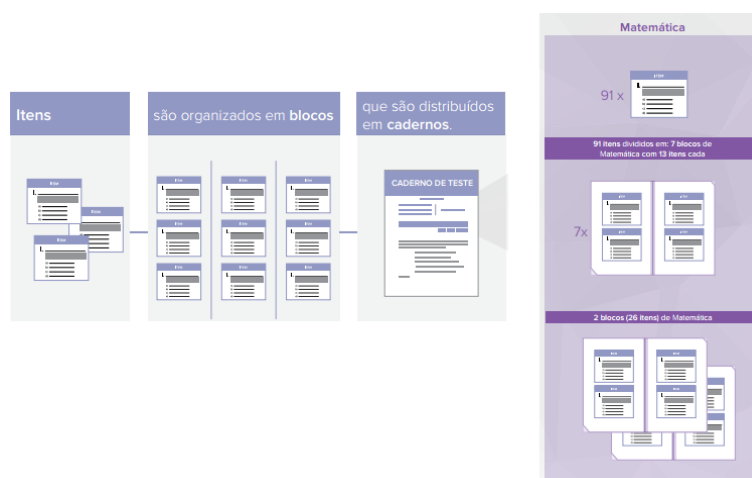 Itens
são organizados em blocos
que são distribuídos
em cadernos.
CADERNO DE TESTE
Matemática
91 x
91 itens divididos em: 7 blocos de
Matemática com 13 itens cada
7x
2 blocos (26 itens) de Matemática